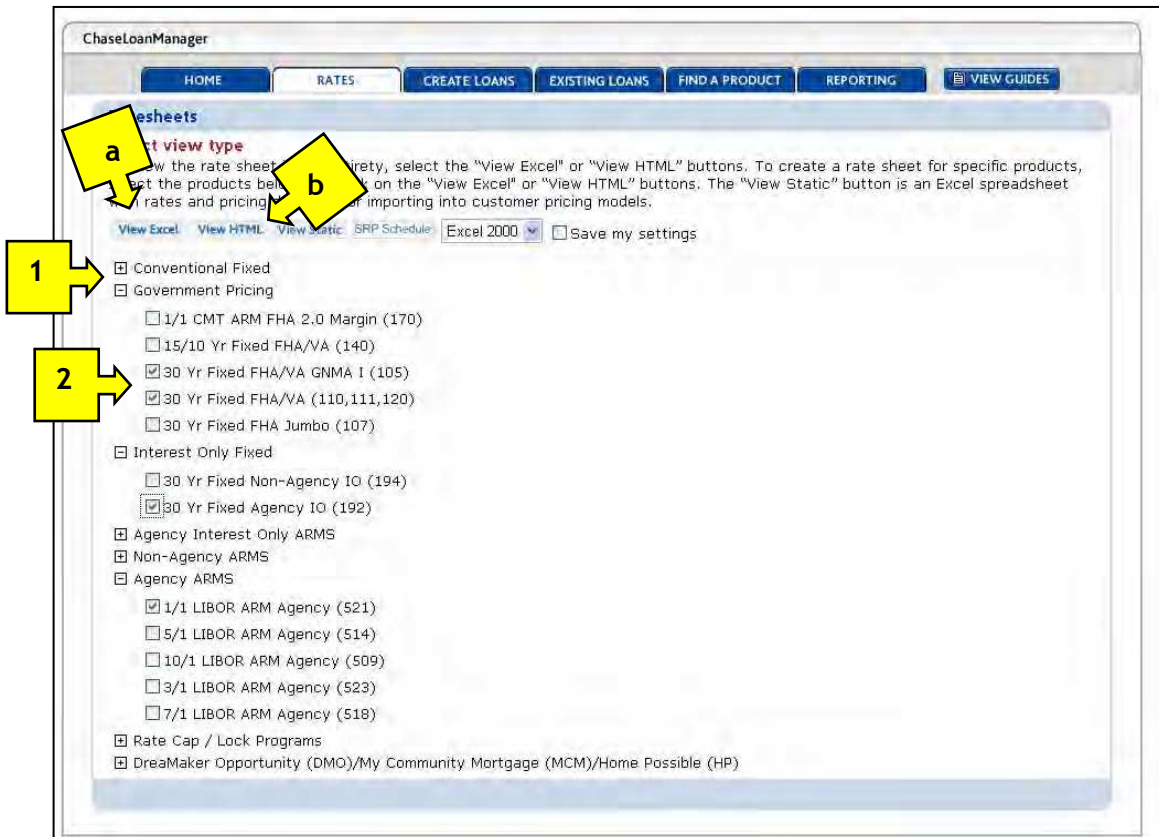 ChaseLoanManager
HOME RATES CREATE LOANS EXISTING LOANS FIND A PRODUCT REPORTING VIEW GUIDES
esheets
a
t view type
w the rate sheet irety, select the "View Excel" or "View HTML" buttons. To create a rate sheet for specific products,
b
ect the products bel k on the "View Excel" or "View HTML" buttons. The "View Static" button is an Excel spreadsheet
rates and pricing r importing into customer pricing models.
View Excel View HTML View Static SRP Schedule Excel 2000 Save my settings
1
Conventional Fixed
Government Pricing
1/1 CMT ARM FHA 2.0 Margin (170)
15/10 Yr Fixed FHA/VA (140)
2
30 Yr Fixed FHA/VA GNMA I (105)
30 Yr Fixed FHA/VA (110,111,120)
30 Yr Fixed FHA Jumbo (107)
Interest Only Fixed
30 Yr Fixed Non-Agency IO (194)
30 Yr Fixed Agency IO (192)
Agency Interest Only ARMS
Non-Agency ARMS
Agency ARMS
1/1 LIBOR ARM Agency (521)
5/1 LIBOR ARM Agency (514)
10/1 LIBOR ARM Agency (509)
3/1 LIBOR ARM Agency (523)
7/1 LIBOR ARM Agency (518)
Rate Cap / Lock Programs
DreaMaker Opportunity (DMO)/My Community Mortgage (MCM)/Home Possible (HP)